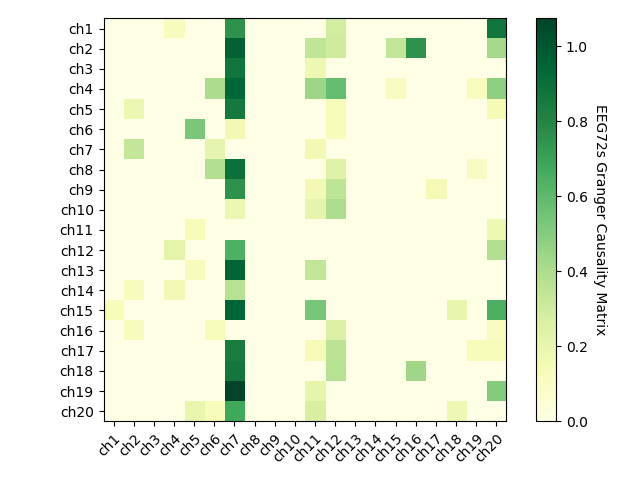 ch1
ch2
ch3
ch4
ch5
ch6
ch7
ch8
ch9
ch10
ch11
ch12
ch13
ch14
ch15
ch16
ch17
ch18
ch19
ch20
ch1 ch2 ch3 ch4 ch5 ch6 ch7 ch8 ch9 ch10 ch11 ch12 ch13 ch14 ch15 ch16 ch17 ch18 ch19 ch20
1.0
0.8
0.6
0.4
0.2
0.0
EEG72s Granger Causality Matrix